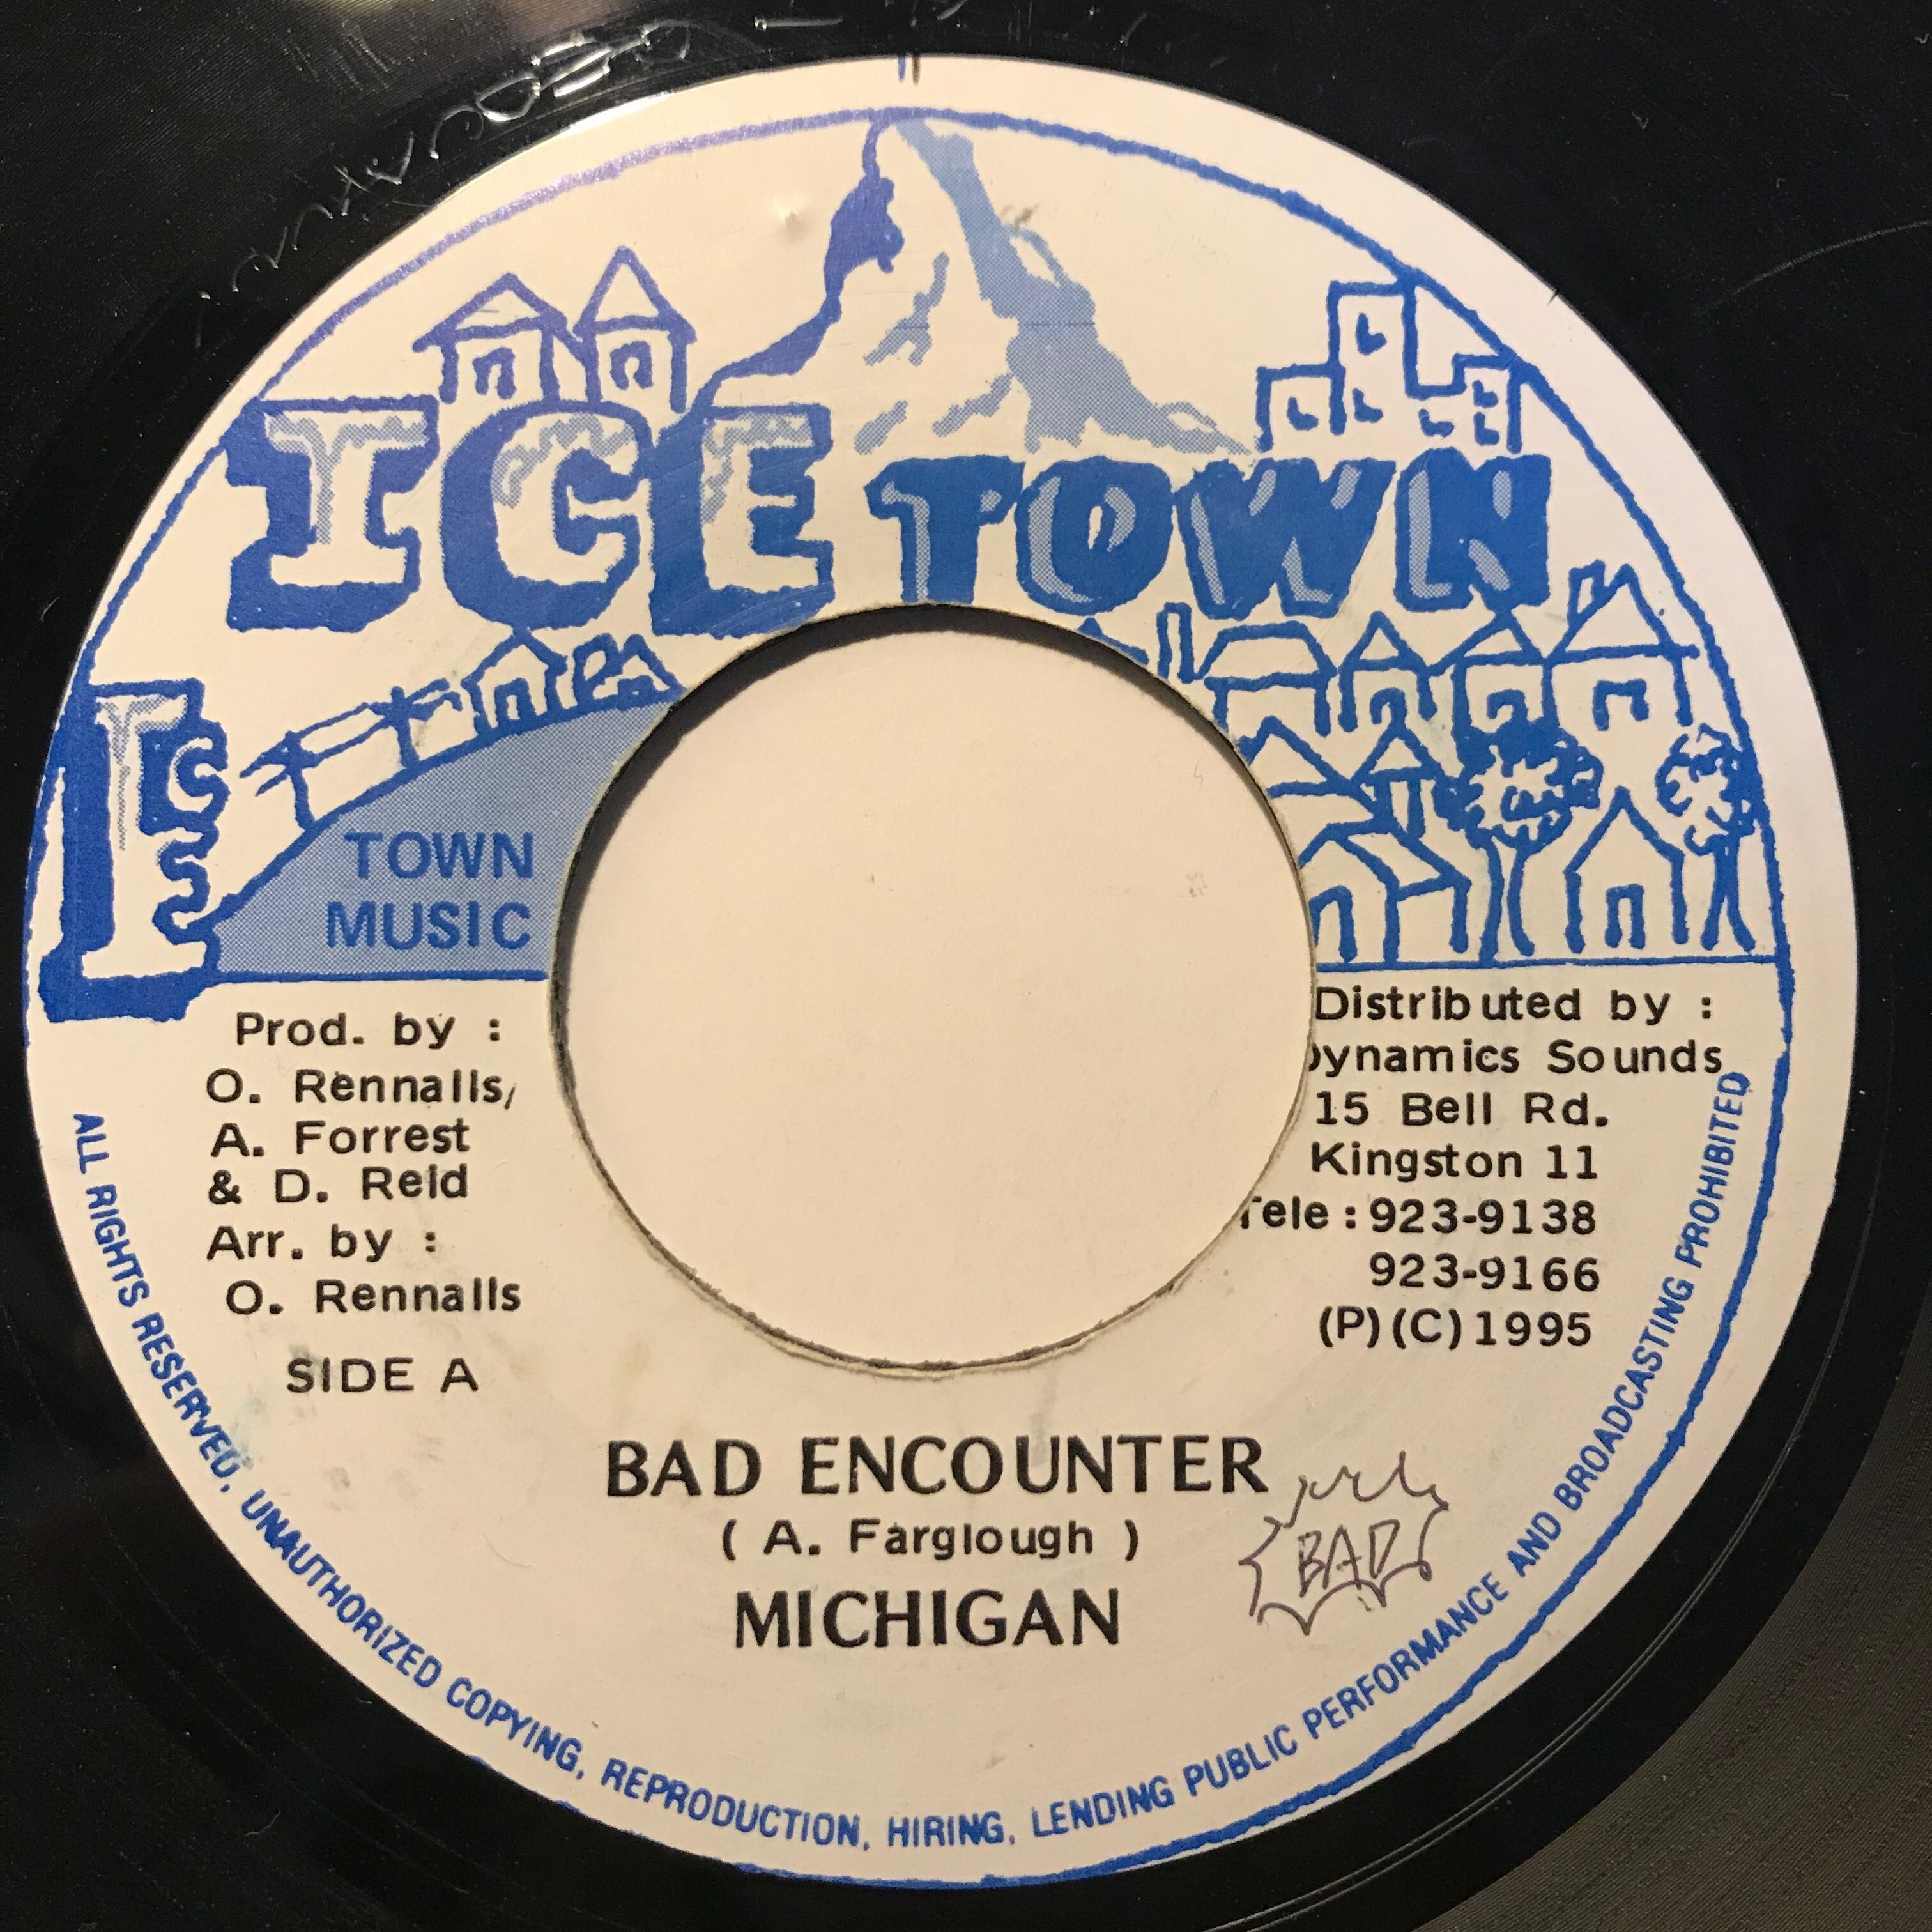 ICE TOWN
ICE
TOWN
MUSIC
Prod. by :
O. Rennalls,
A. Forrest
& D. Reid
Arr. by :
O. Rennalls
SIDE A
Distributed by :
Dynamics Sounds
15 Bell Rd.
Kingston 11
Tele : 923-9138
923-9166
(P) (C) 1995
BAD ENCOUNTER
( A. Farglough )
MICHIGAN
BAD
ALL RIGHTS RESERVED, UNAUTHORIZED COPYING, REPRODUCTION, HIRING, LENDING PUBLIC PERFORMANCE AND BROADCASTING PROHIBITED